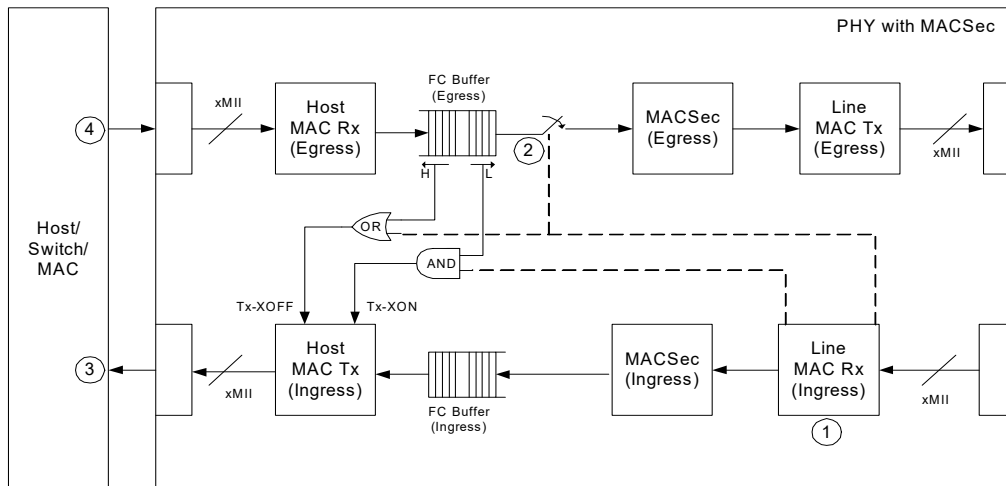 PHY with MACSec
FC Buffer
(Egress)
xMII
Host
MAC Rx
(Egress)
MACSec
(Egress)
Line
MAC Tx
(Egress)
4
2
xMII
H
L
OR
Host/
Switch/
MAC
AND
Tx-XOFF
Tx-XON
3
xMII
Host
MAC Tx
(Ingress)
FC Buffer
(Ingress)
MACSec
(Ingress)
Line
MAC Rx
(Ingress)
xMII
1